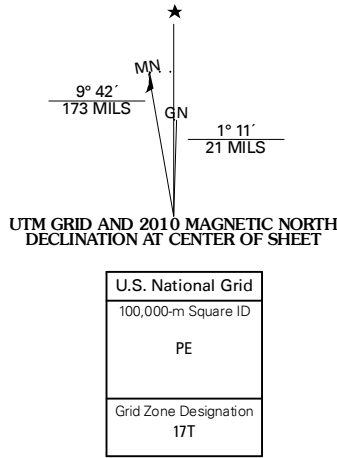 ★
MN
9° 42´
173 MILS
GN
1° 11´
21 MILS
UTM GRID AND 2010 MAGNETIC NORTH
DECLINATION AT CENTER OF SHEET
U.S. National Grid
100,000-m Square ID
PE
Grid Zone Designation
17T